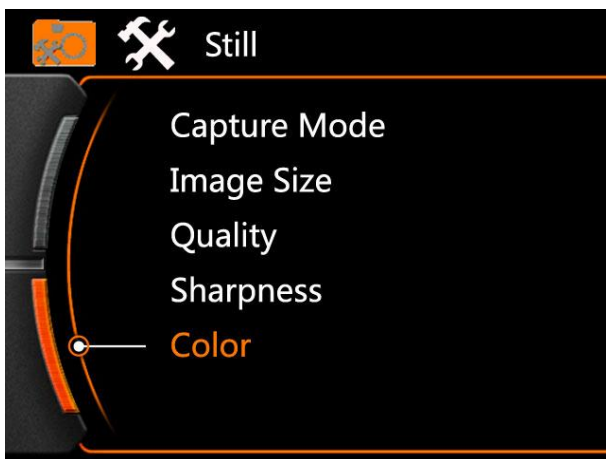 Still
Capture Mode
Image Size
Quality
Sharpness
Color